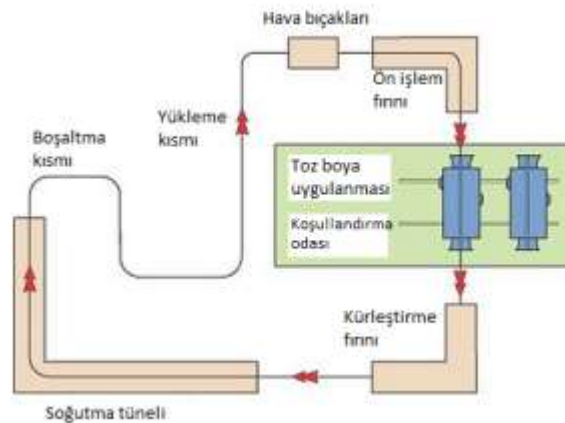 Hava bıçakları
Ön işlem
fırını
Yükleme
kısmı
Boşaltma
kısmı
Toz boya
uygulanması
Koşullandırma
odası
Kürleştirme
fırını
Soğutma tüneli